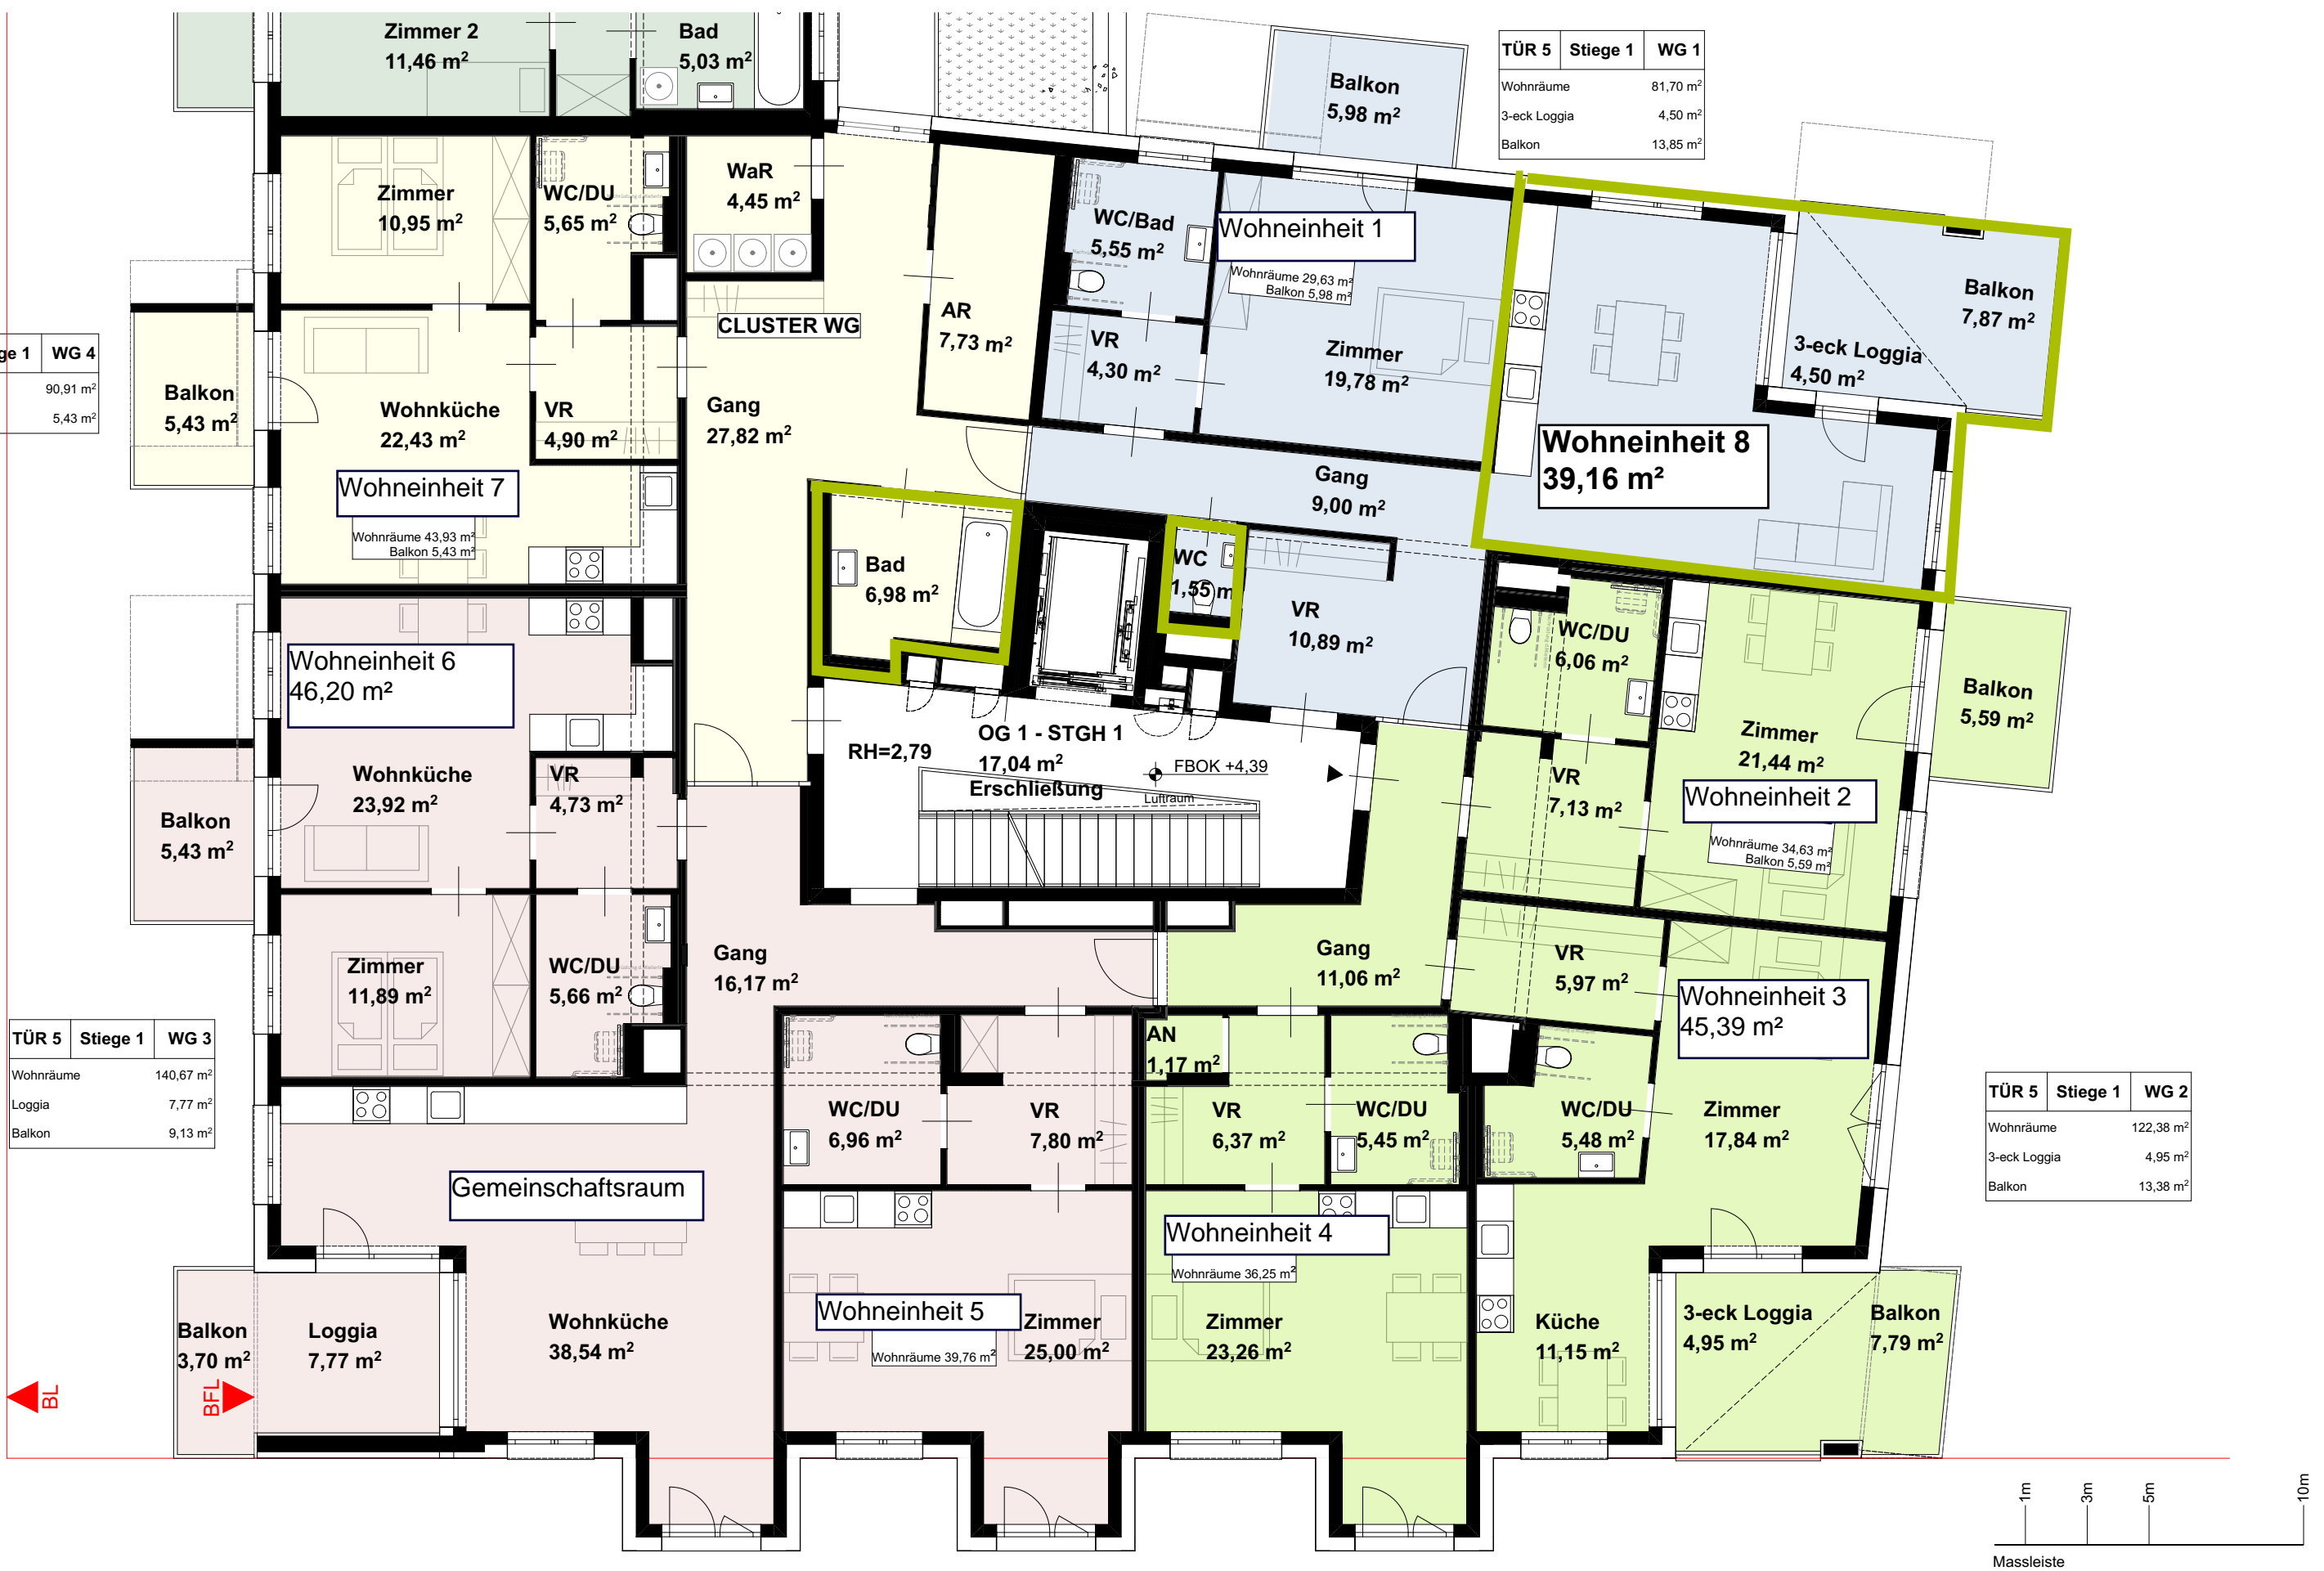 Zimmer 2
11,46 m²
Bad
5,03 m²
Balkon
5,98 m²
TÜR 5 Stiege 1 WG 1
Wohnräume 81,70 m²
3-eck Loggia 4,50 m²
Balkon 13,85 m²
Zimmer
10,95 m²
WC/DU
5,65 m²
WaR
4,45 m²
WC/Bad
5,55 m²
Wohneinheit 1
Wohnräume 29,63 m²
Balkon 5,98 m²
Balkon
7,87 m²
CLUSTER WG
AR
7,73 m²
VR
4,30 m²
Zimmer
19,78 m²
3-eck Loggia
4,50 m²
ge 1 WG 4
90,91 m²
5,43 m²
Balkon
5,43 m²
Wohnküche
22,43 m²
VR
4,90 m²
Gang
27,82 m²
Wohneinheit 8
39,16 m²
Wohneinheit 7
Wohnräume 43,93 m²
Balkon 5,43 m²
Gang
9,00 m²
Bad
6,98 m²
WC
1,55 m
VR
10,89 m²
WC/DU
6,06 m²
Wohneinheit 6
46,20 m²
Balkon
5,59 m²
Zimmer
21,44 m²
RH=2,79
OG 1 - STGH 1
17,04 m²
Erschließung
FBOK +4,39
Luftraum
Wohnküche
23,92 m²
VR
4,73 m²
VR
7,13 m²
Wohneinheit 2
Wohnräume 34,63 m²
Balkon 5,59 m²
Balkon
5,43 m²
Zimmer
11,89 m²
WC/DU
5,66 m²
Gang
16,17 m²
Gang
11,06 m²
VR
5,97 m²
Wohneinheit 3
45,39 m²
TÜR 5 Stiege 1 WG 3
Wohnräume 140,67 m²
Loggia 7,77 m²
Balkon 9,13 m²
AN
1,17 m²
WC/DU
6,96 m²
VR
7,80 m²
VR
6,37 m²
WC/DU
5,45 m²
WC/DU
5,48 m²
Zimmer
17,84 m²
TÜR 5 Stiege 1 WG 2
Wohnräume 122,38 m²
3-eck Loggia 4,95 m²
Balkon 13,38 m²
Gemeinschaftsraum
Wohneinheit 4
Wohnräume 36,25 m²
Wohneinheit 5
Wohnräume 39,76 m²
Balkon
3,70 m²
Loggia
7,77 m²
Wohnküche
38,54 m²
Zimmer
25,00 m²
Zimmer
23,26 m²
Küche
11,15 m²
3-eck Loggia
4,95 m²
Balkon
7,79 m²
BL
BFL
1m 3m 5m 10m
Massleiste